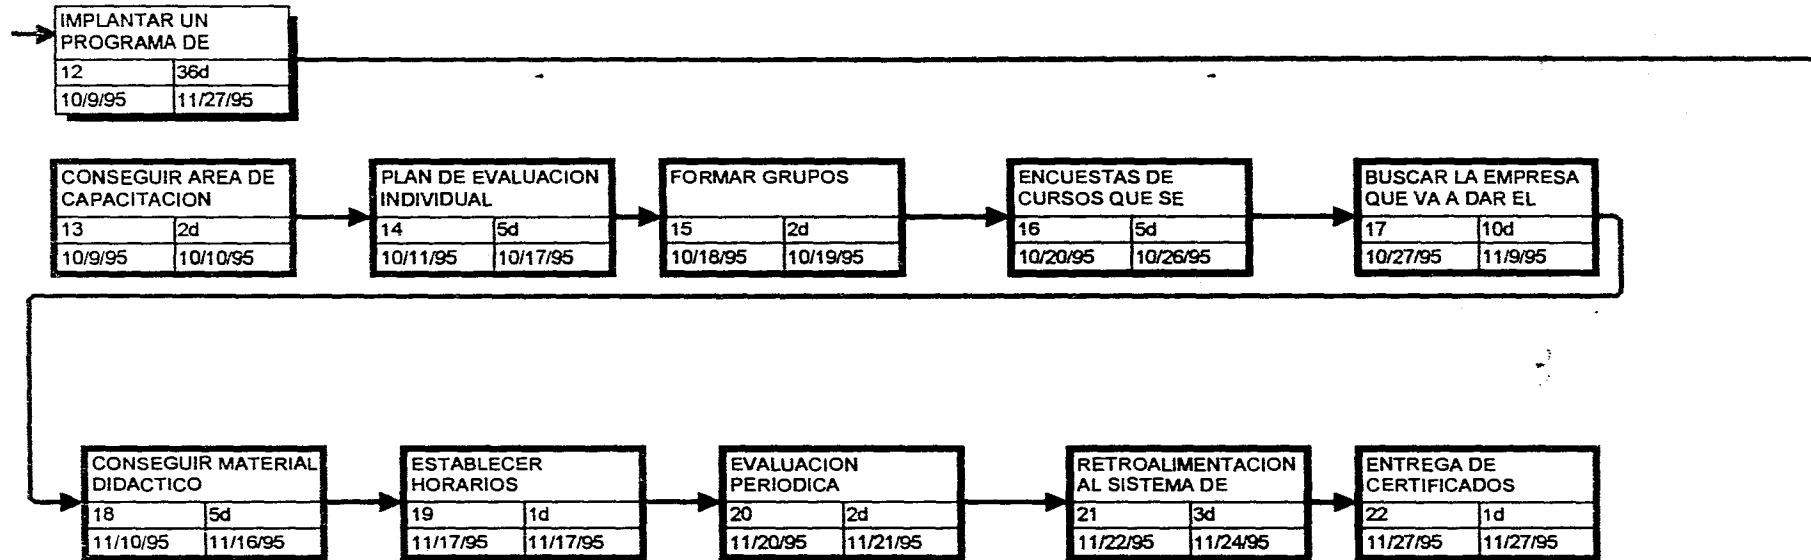 IMPLANTAR UN
PROGRAMA DE
12 36d
10/9/95 11/27/95
CONSEGUIR AREA DE
CAPACITACION
13 2d
10/9/95 10/10/95
PLAN DE EVALUACION
INDIVIDUAL
14 5d
10/11/95 10/17/95
FORMAR GRUPOS
15 2d
10/18/95 10/19/95
ENCUESTAS DE
CURSOS QUE SE
16 5d
10/20/95 10/26/95
BUSCAR LA EMPRESA
QUE VA A DAR EL
17 10d
10/27/95 11/9/95
CONSEGUIR MATERIAL
DIDACTICO
18 5d
11/10/95 11/16/95
ESTABLECER
HORARIOS
19 1d
11/17/95 11/17/95
EVALUACION
PERIODICA
20 2d
11/20/95 11/21/95
RETROALIMENTACION
AL SISTEMA DE
21 3d
11/22/95 11/24/95
ENTREGA DE
CERTIFICADOS
22 1d
11/27/95 11/27/95